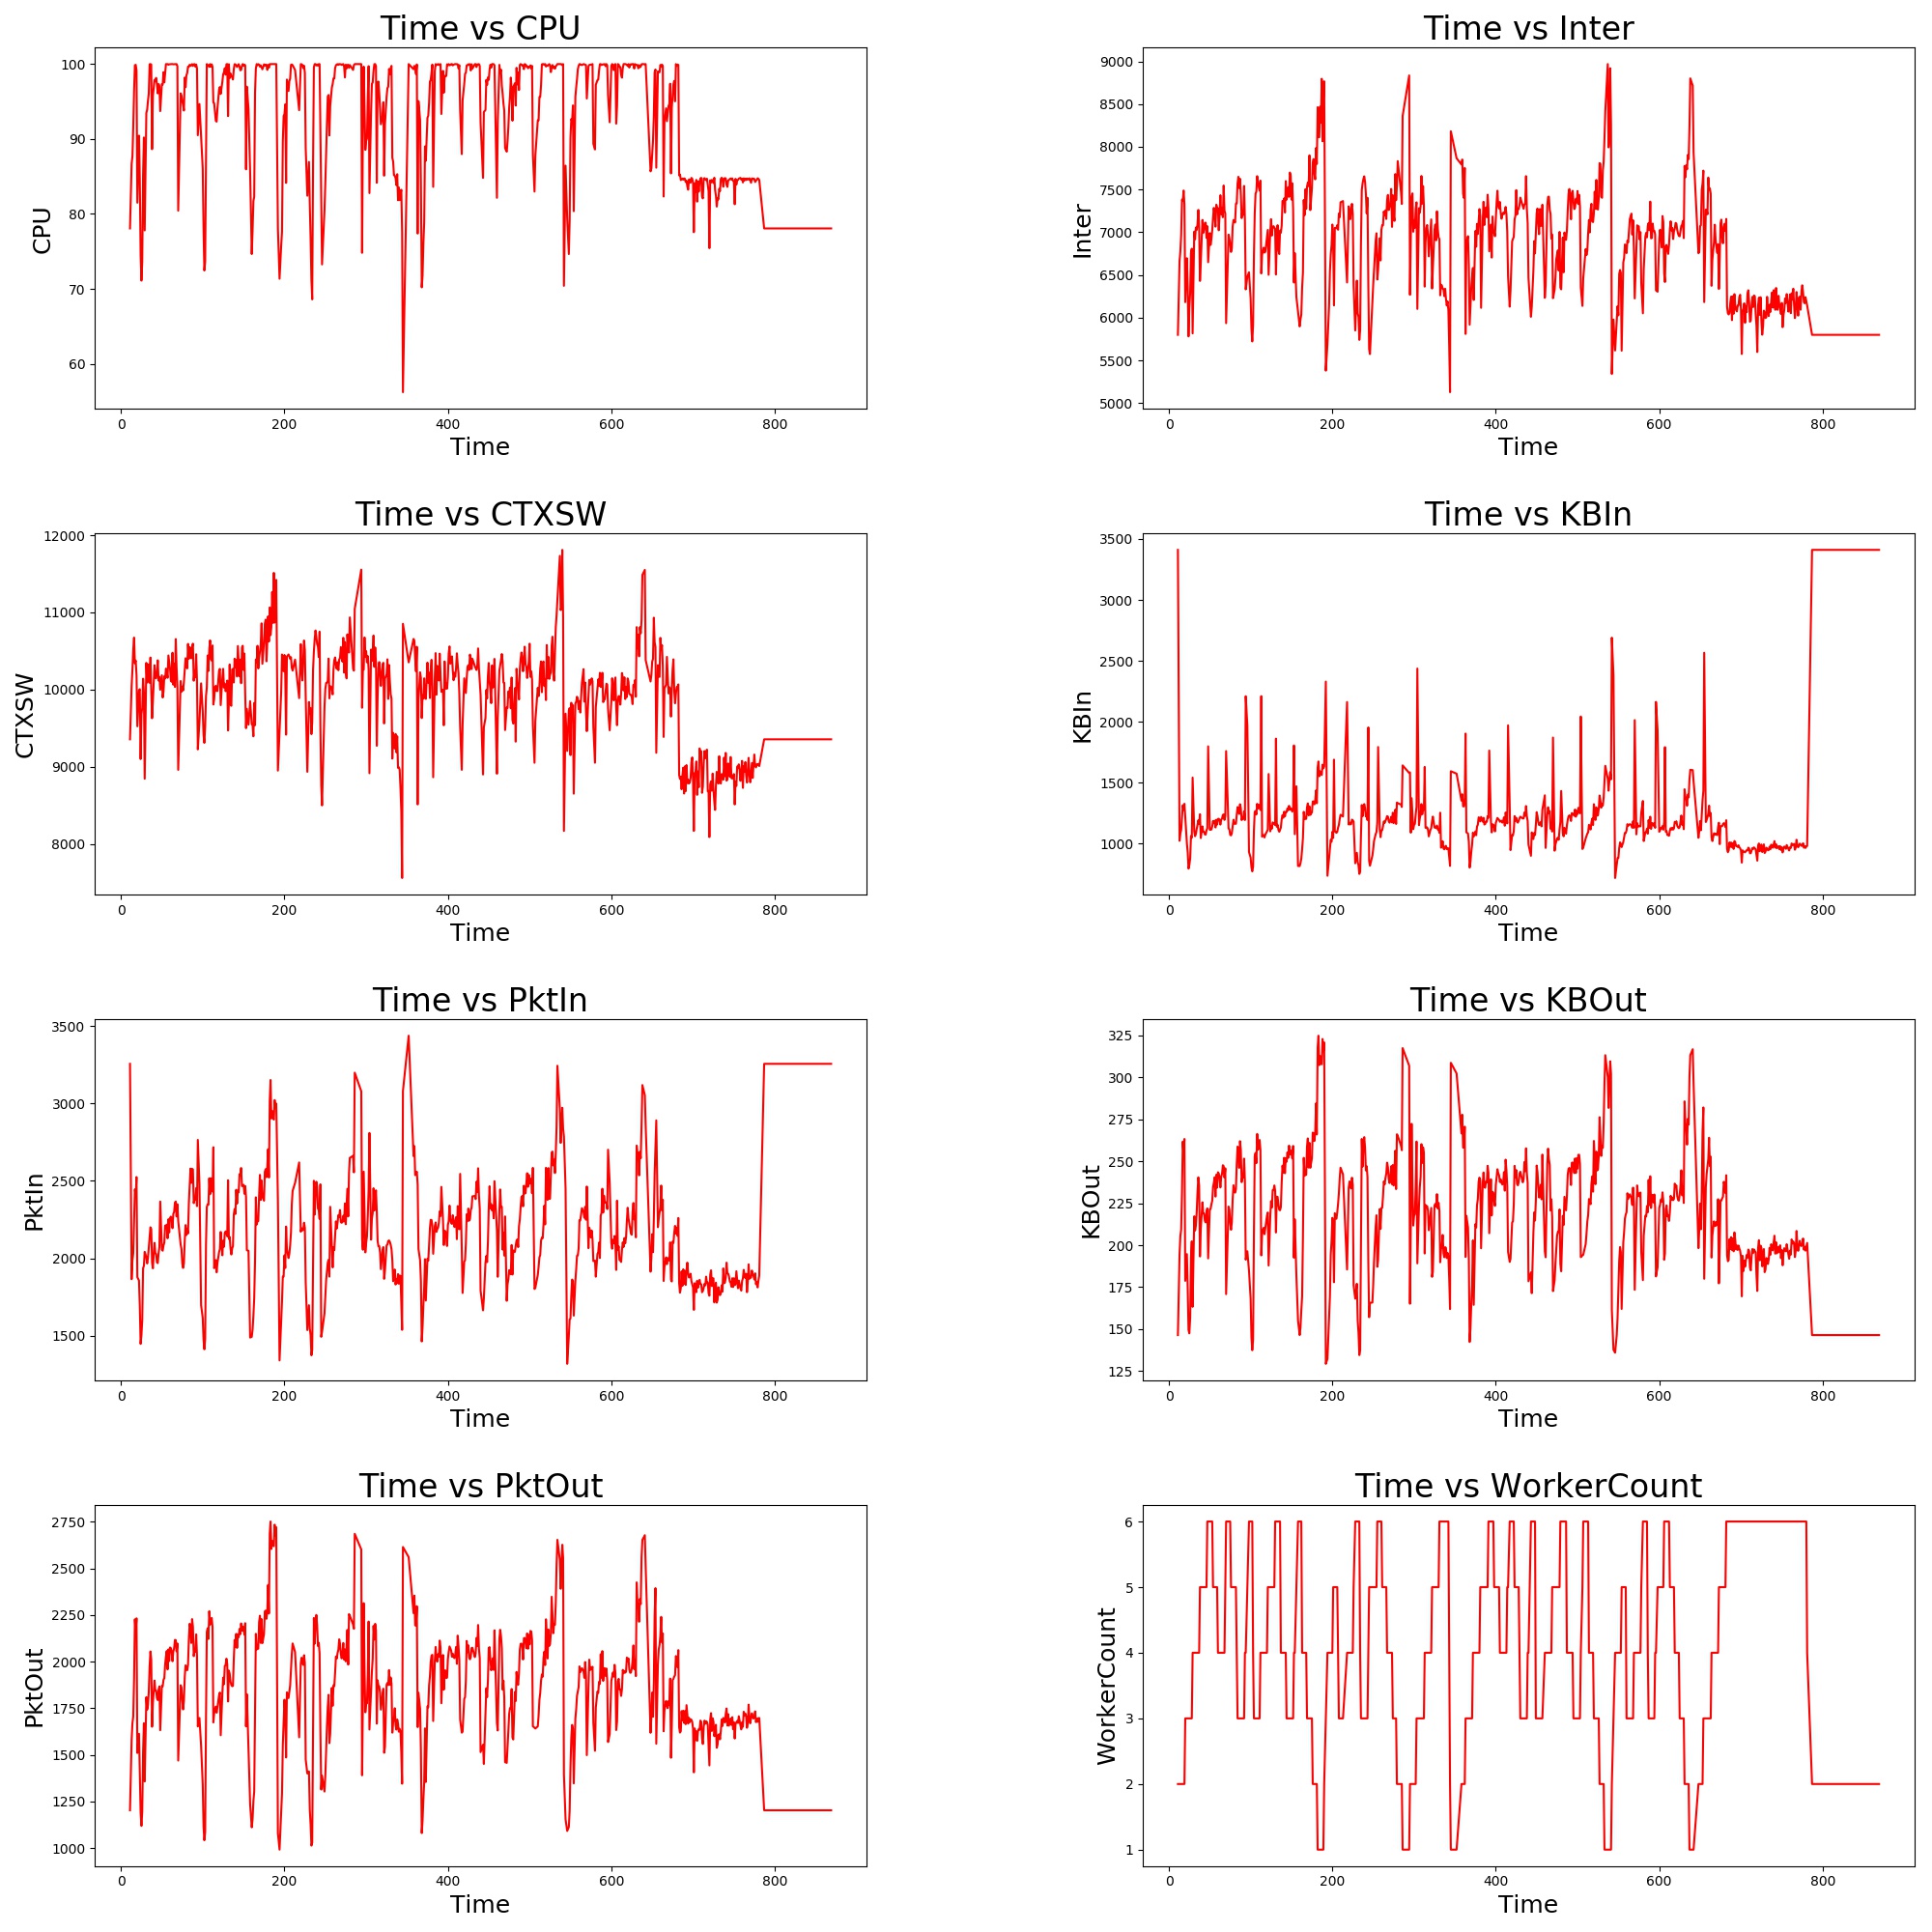 Time vs CPU
CPU
100
90
80
70
60
0 200 400 600 800
Time
Time vs Inter
Inter
9000
8500
8000
7500
7000
6500
6000
5500
5000
0 200 400 600 800
Time
Time vs CTXSW
CTXSW
12000
11000
10000
9000
8000
0 200 400 600 800
Time
Time vs KBIn
KBIn
3500
3000
2500
2000
1500
1000
0 200 400 600 800
Time
Time vs PktIn
PktIn
3500
3000
2500
2000
1500
0 200 400 600 800
Time
Time vs KBOut
KBOut
325
300
275
250
225
200
175
150
125
0 200 400 600 800
Time
Time vs PktOut
PktOut
2750
2500
2250
2000
1750
1500
1250
1000
0 200 400 600 800
Time
Time vs WorkerCount
WorkerCount
6
5
4
3
2
1
0 200 400 600 800
Time